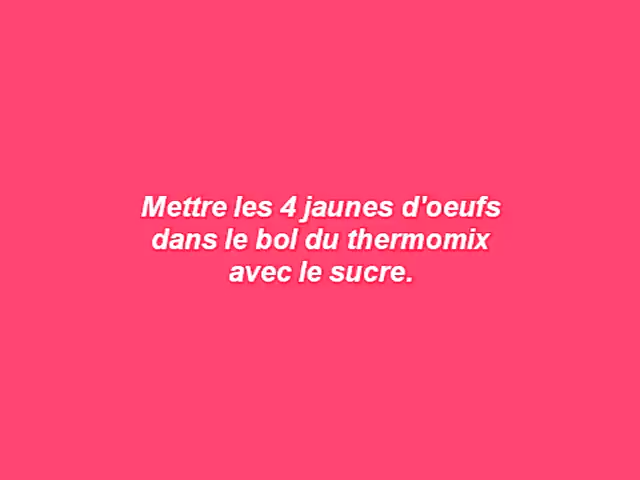 Mettre les 4 jaunes d'oeufs
dans le bol du thermomix
avec le sucre.